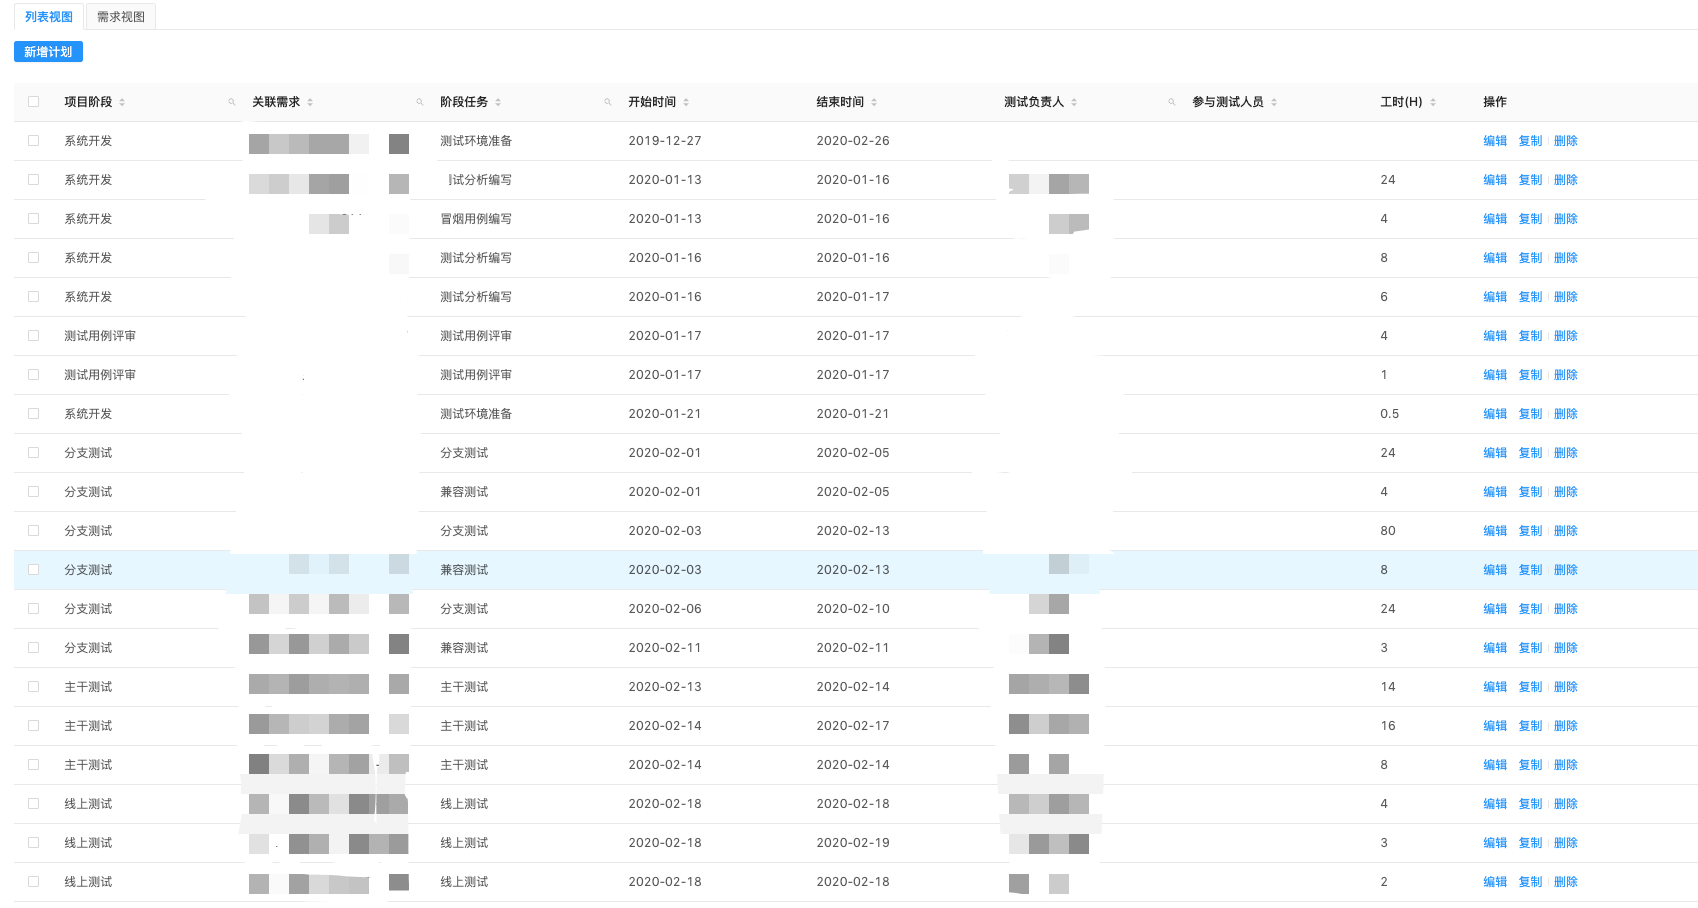 列表视图 需求视图
新增计划
项目阶段 关联需求 阶段任务 开始时间 结束时间 测试负责人 参与测试人员 工时(H) 操作
系统开发 测试环境准备 2019-12-27 2020-02-26 编辑 复制 删除
系统开发 试分析编写 2020-01-13 2020-01-16 24 编辑 复制 删除
系统开发 冒烟用例编写 2020-01-13 2020-01-16 4 编辑 复制 删除
系统开发 测试分析编写 2020-01-16 2020-01-16 8 编辑 复制 删除
系统开发 测试分析编写 2020-01-16 2020-01-17 6 编辑 复制 删除
测试用例评审 测试用例评审 2020-01-17 2020-01-17 4 编辑 复制 删除
测试用例评审 测试用例评审 2020-01-17 2020-01-17 1 编辑 复制 删除
系统开发 测试环境准备 2020-01-21 2020-01-21 0.5 编辑 复制 删除
分支测试 分支测试 2020-02-01 2020-02-05 24 编辑 复制 删除
分支测试 兼容测试 2020-02-01 2020-02-05 4 编辑 复制 删除
分支测试 分支测试 2020-02-03 2020-02-13 80 编辑 复制 删除
分支测试 兼容测试 2020-02-03 2020-02-13 8 编辑 复制 删除
分支测试 分支测试 2020-02-06 2020-02-10 24 编辑 复制 删除
分支测试 兼容测试 2020-02-11 2020-02-11 3 编辑 复制 删除
主干测试 主干测试 2020-02-13 2020-02-14 14 编辑 复制 删除
主干测试 主干测试 2020-02-14 2020-02-17 16 编辑 复制 删除
主干测试 主干测试 2020-02-14 2020-02-14 8 编辑 复制 删除
线上测试 线上测试 2020-02-18 2020-02-18 4 编辑 复制 删除
线上测试 线上测试 2020-02-18 2020-02-19 3 编辑 复制 删除
线上测试 线上测试 2020-02-18 2020-02-18 2 编辑 复制 删除